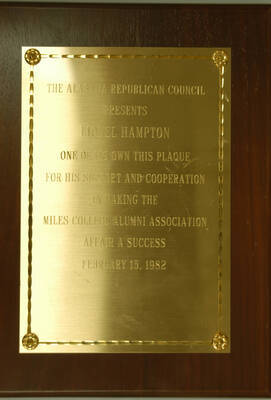 THE ALABAMA REPUBLICAN COUNCIL
PRESENTS
LIONEL HAMPTON
ONE OF ITS OWN THIS PLAQUE
FOR HIS SUPPORT AND COOPERATION
IN MAKING THE
MILES COLLEGE ALUMNI ASSOCIATION
AFFAIR A SUCCESS
FEBRUARY 15, 1982